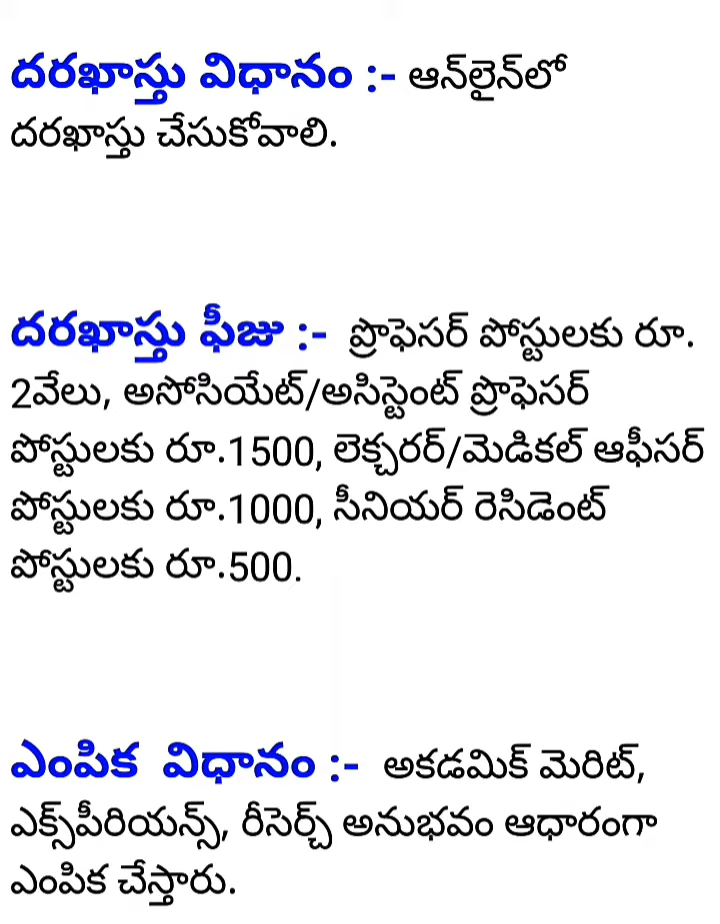 దరఖాస్తు విధానం :- ఆన్‌లైన్‌లో
దరఖాస్తు చేసుకోవాలి.
దరఖాస్తు ఫీజు :- ప్రొఫెసర్ పోస్టులకు రూ.
2వేలు, అసోసియేట్/అసిస్టెంట్ ప్రొఫెసర్
పోస్టులకు రూ.1500, లెక్చరర్/మెడికల్ ఆఫీసర్
పోస్టులకు రూ.1000, సీనియర్ రెసిడెంట్
పోస్టులకు రూ.500.
ఎంపిక విధానం :- అకడమిక్ మెరిట్,
ఎక్స్‌పీరియన్స్, రీసెర్చ్ అనుభవం ఆధారంగా
ఎంపిక చేస్తారు.